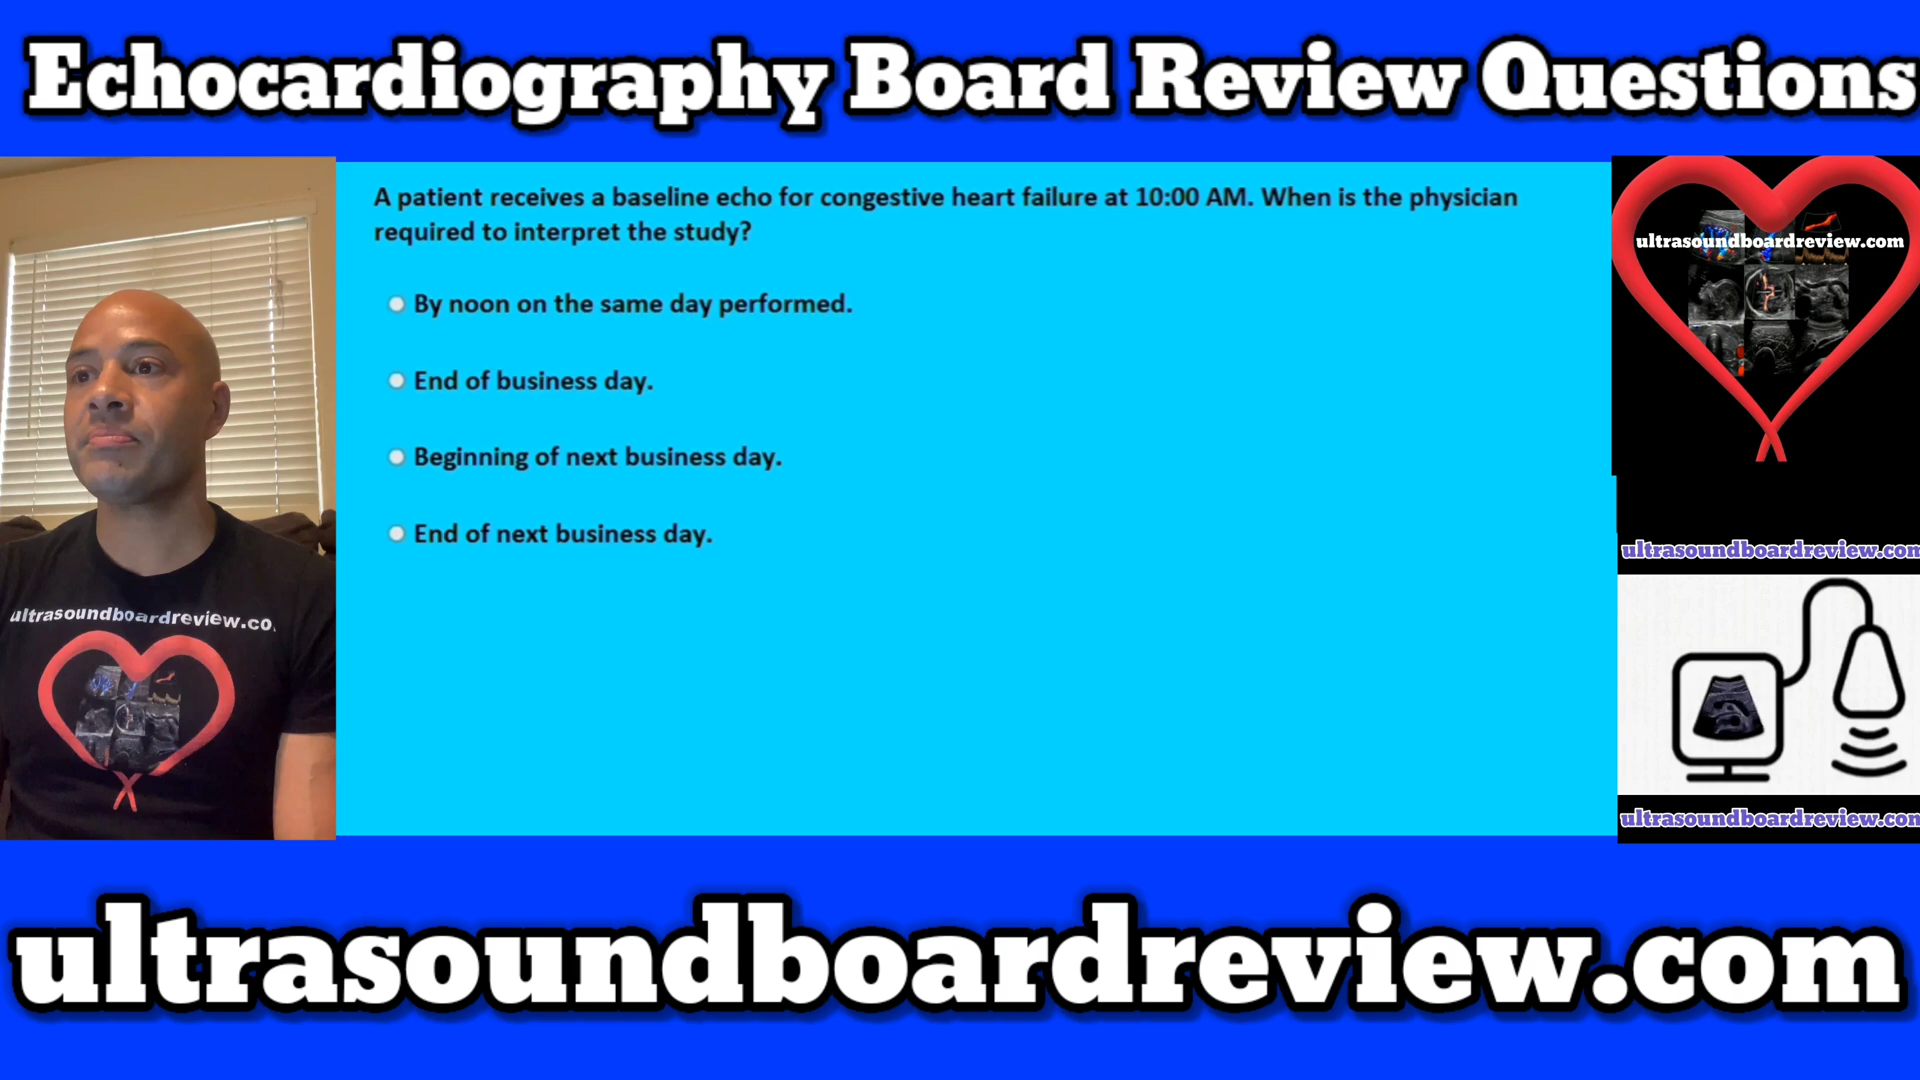 Echocardiography Board Review Questions
A patient receives a baseline echo for congestive heart failure at 10:00 AM. When is the physician
required to interpret the study?
By noon on the same day performed.
End of business day.
Beginning of next business day.
End of next business day.
ultrasoundboardreview.com
ultrasoundboardreview.com
ultrasoundboardreview.com
ultrasoundboardreview.co.
ultrasoundboardreview.com